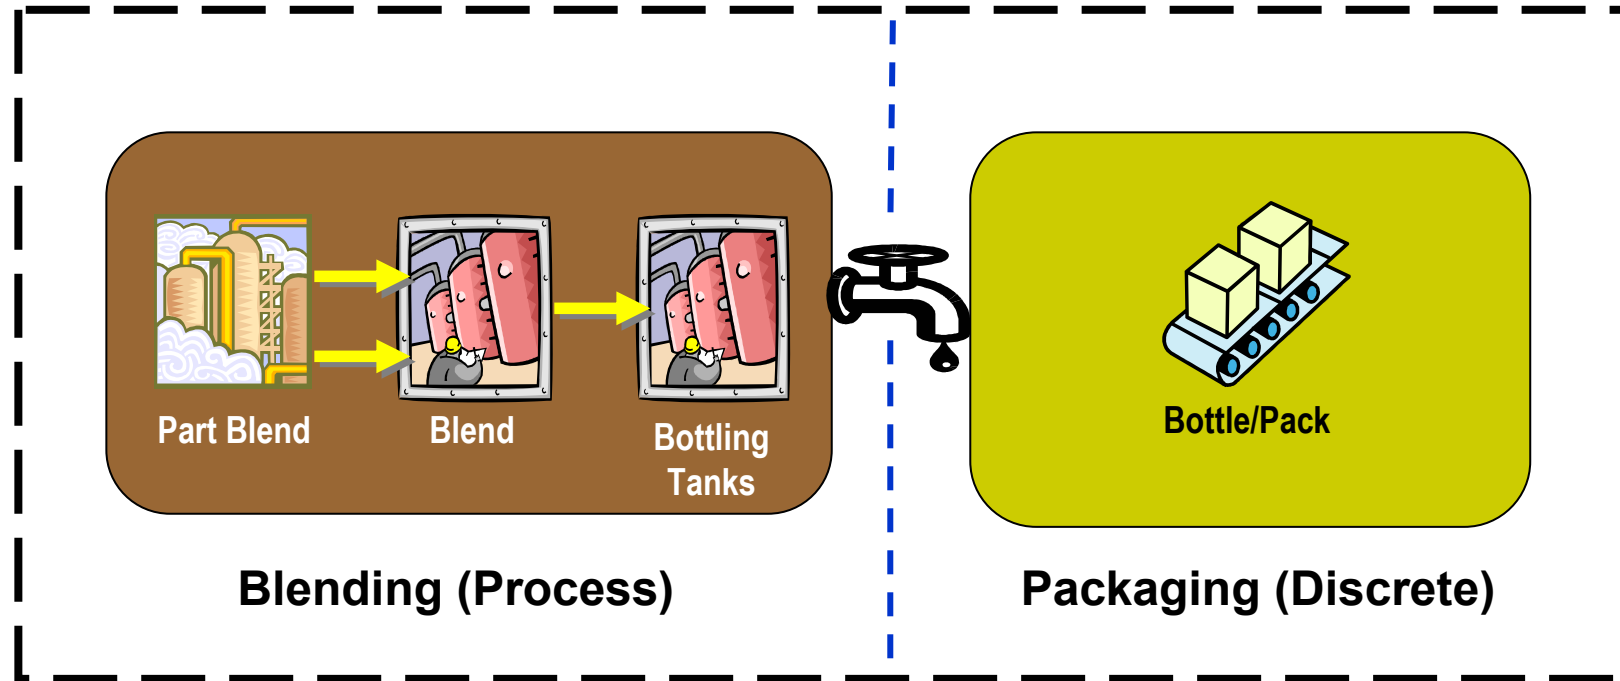 Part Blend
Blend
Bottling
Tanks
Bottle/Pack
Blending (Process)
Packaging (Discrete)